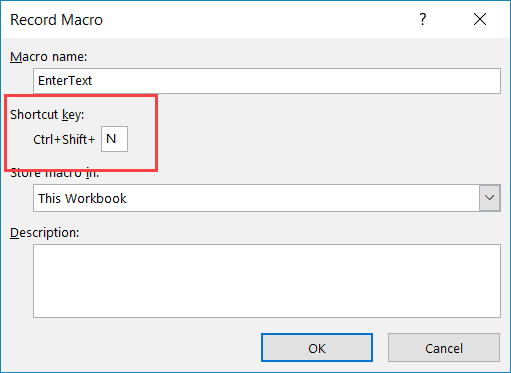 Record Macro ?
Macro name:
EnterText
Shortcut key:
Ctrl+Shift+ N
Store macro in:
This Workbook
Description:
OK Cancel